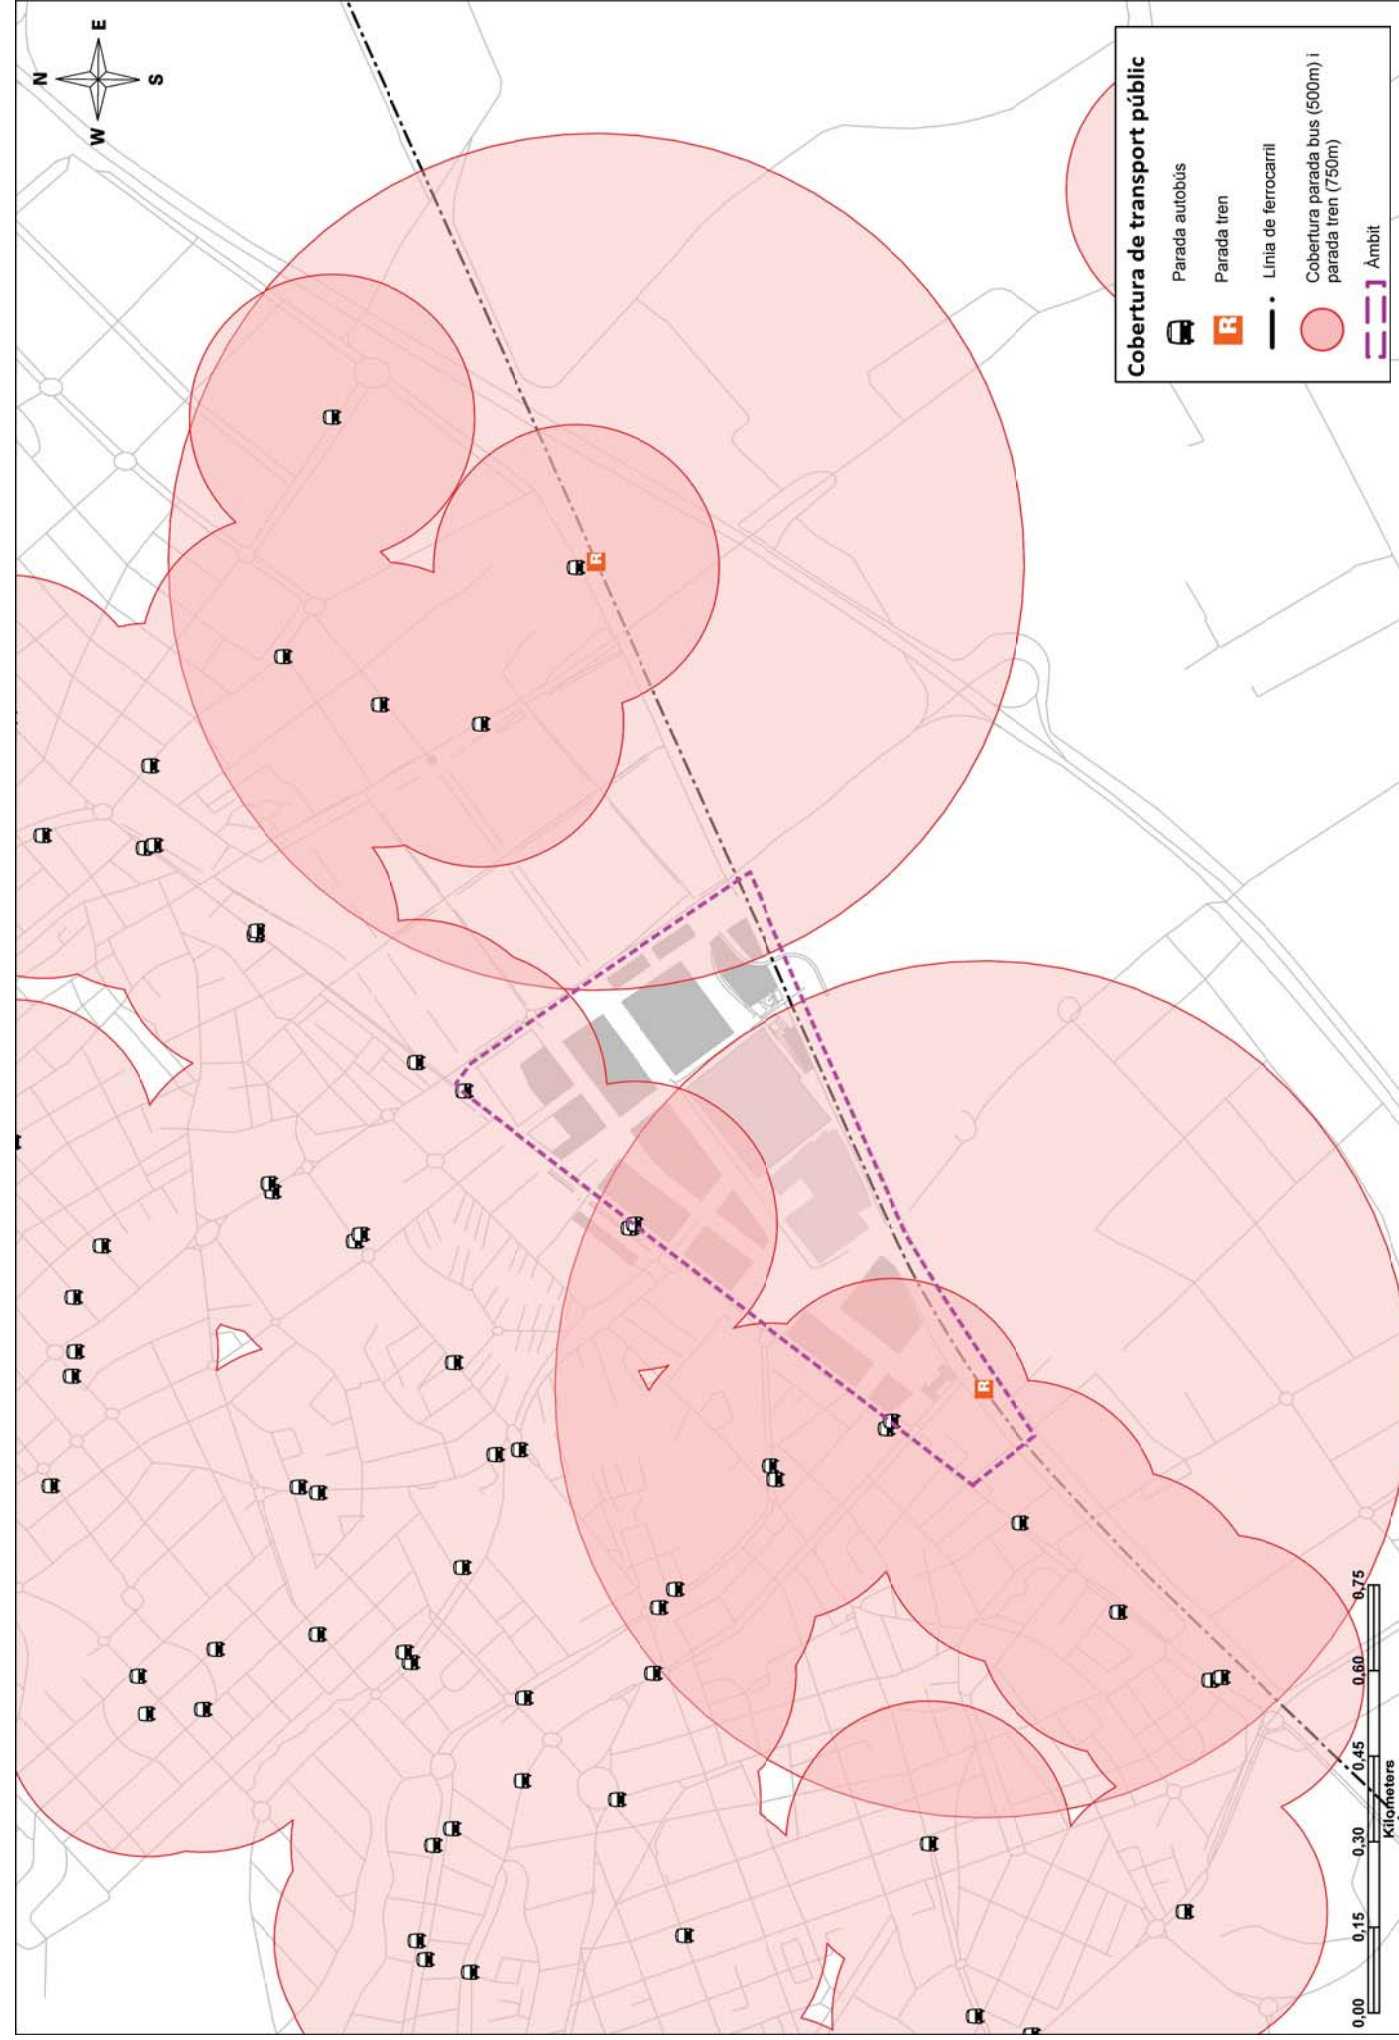 N
W
E
S
Cobertura de transport públic
Parada autobús
R
Parada tren
Línia de ferrocarril
Cobertura parada bus (500m) i
parada tren (750m)
Àmbit
R
R
0,00 0,15 0,30 0,45 0,60 0,75
Kilometers